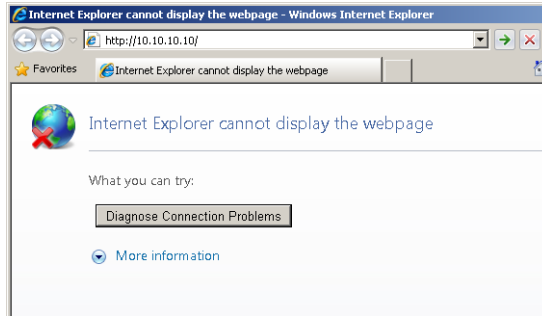 Internet Explorer cannot display the webpage - Windows Internet Explorer
http://10.10.10.10/
Favorites
Internet Explorer cannot display the webpage
Internet Explorer cannot display the webpage
What you can try:
Diagnose Connection Problems
More information